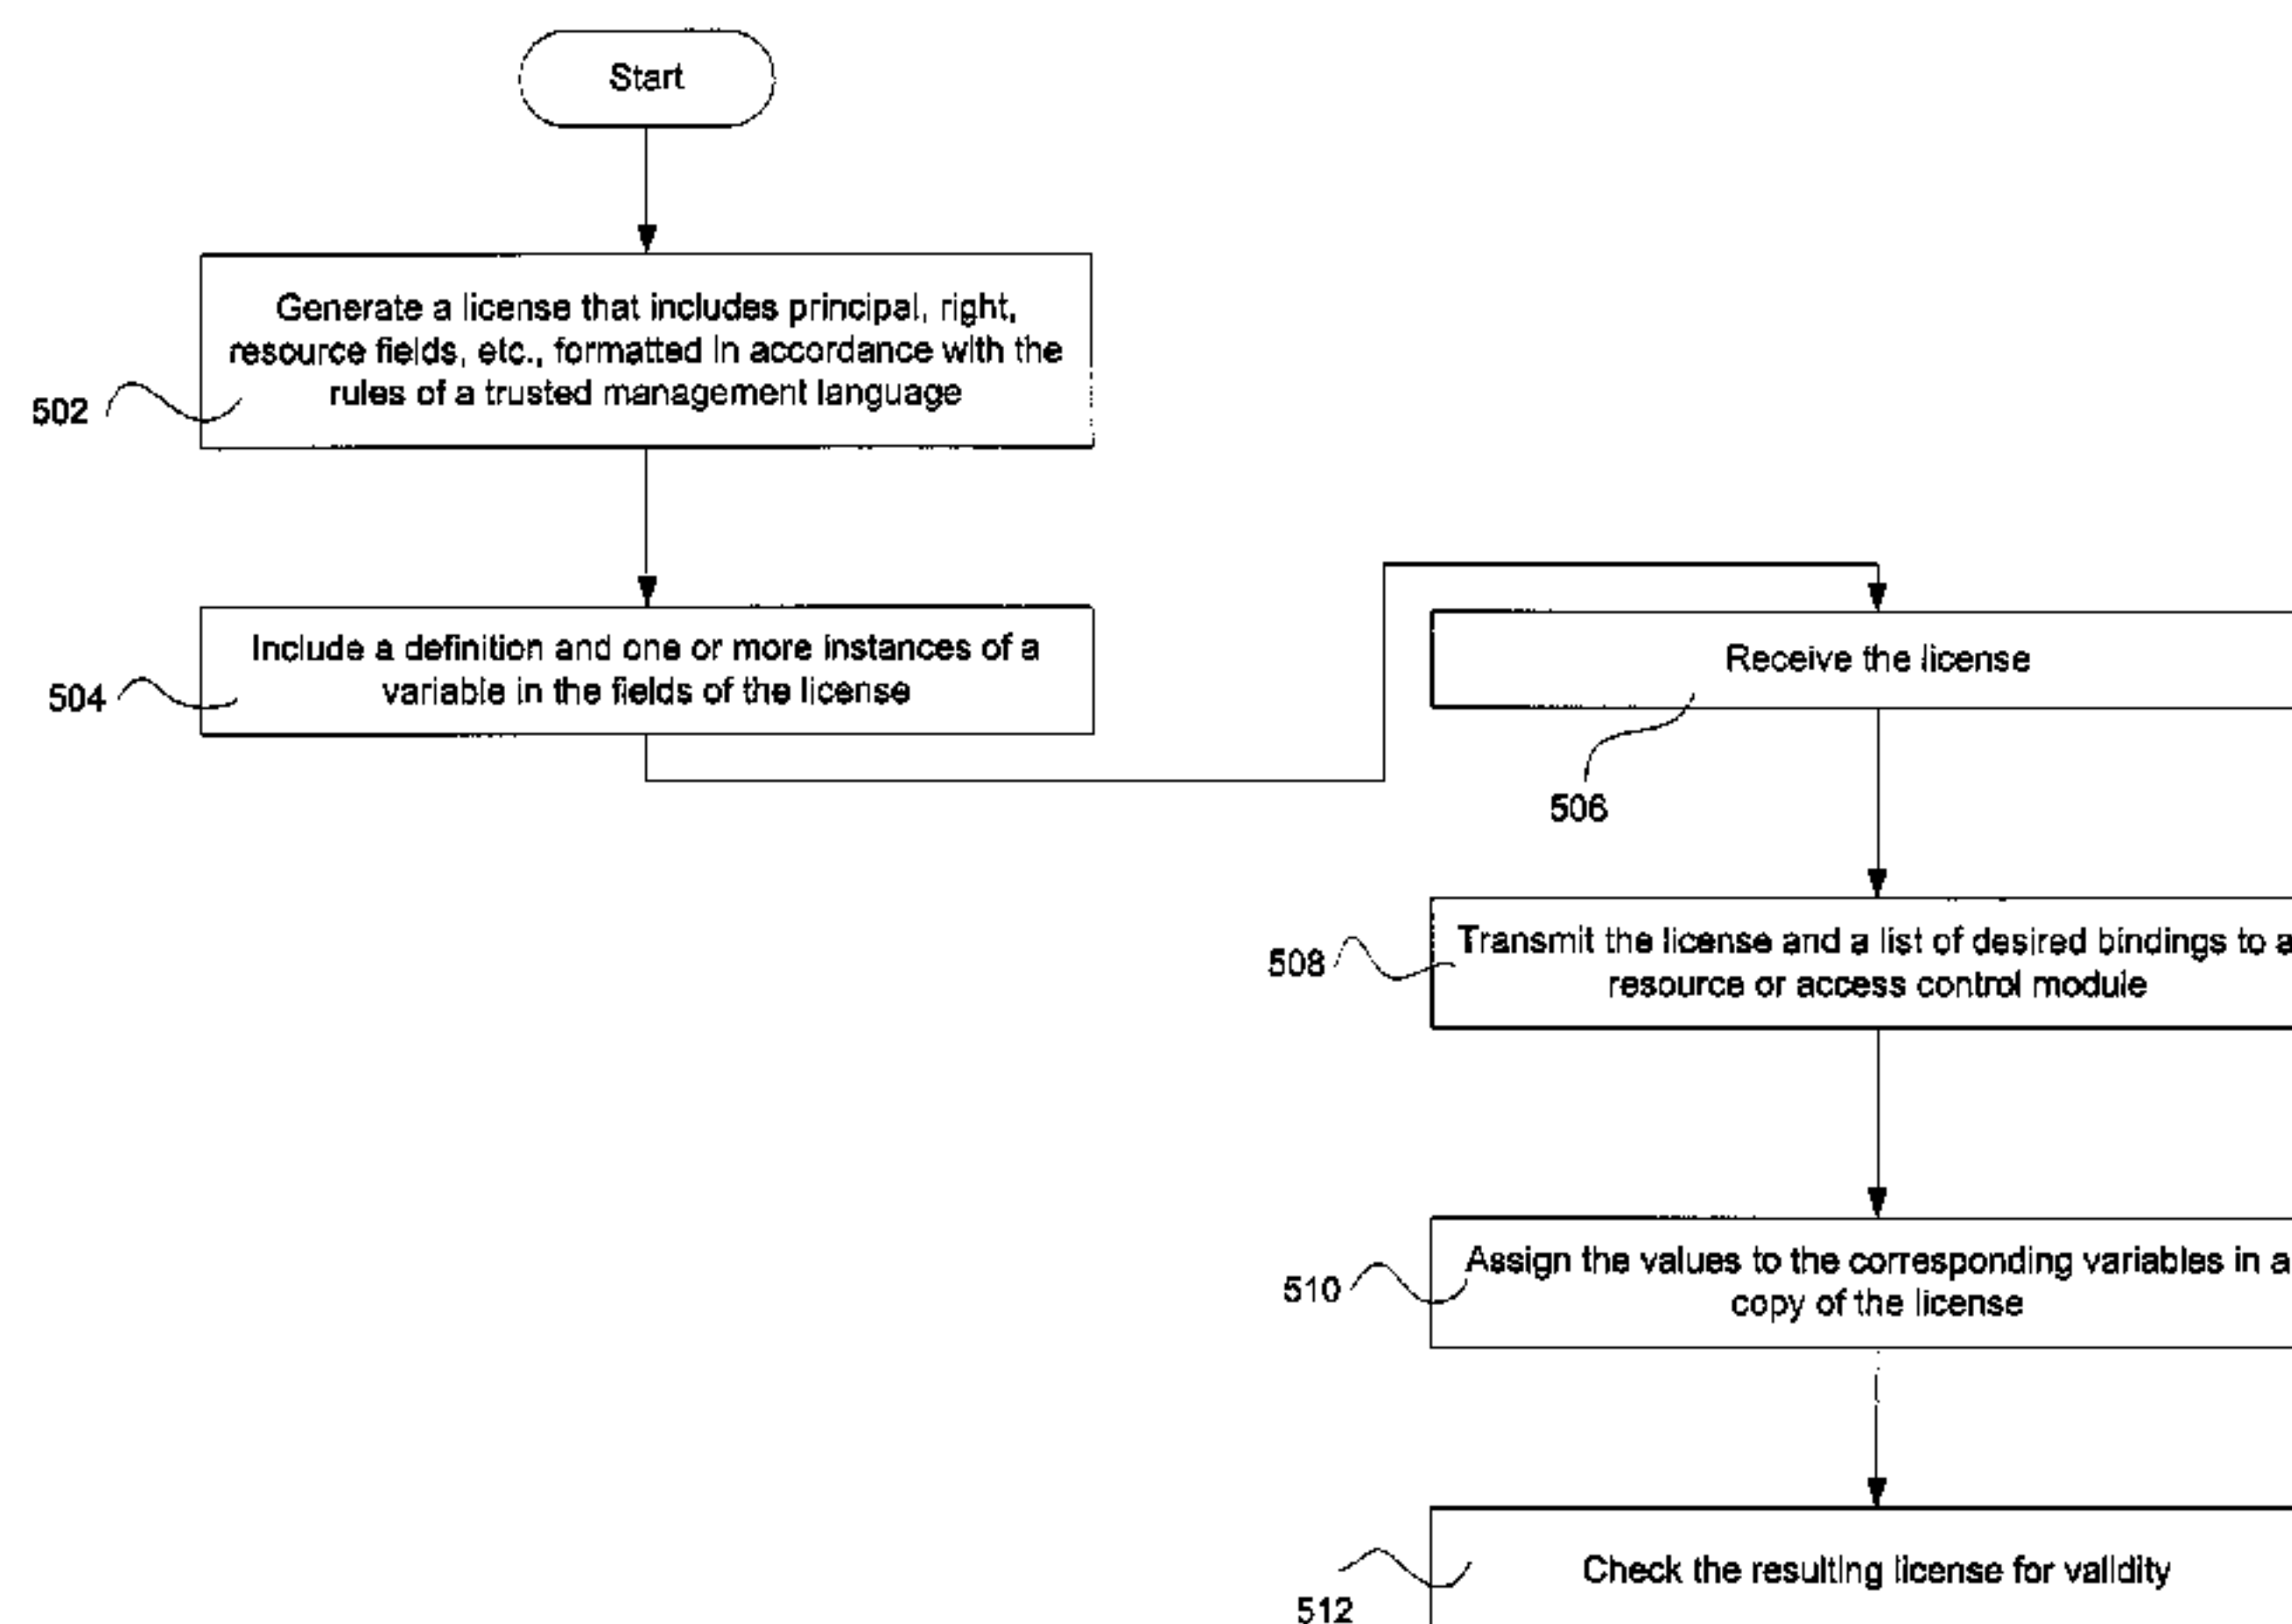 Start
Generate a license that includes principal, right,
resource fields, etc., formatted in accordance with the
rules of a trusted management language
502
Include a definition and one or more instances of a
variable in the fields of the license
504
Receive the license
506
Transmit the license and a list of desired bindings to a
resource or access control module
508
Assign the values to the corresponding variables in a
copy of the license
510
Check the resulting license for validity
512